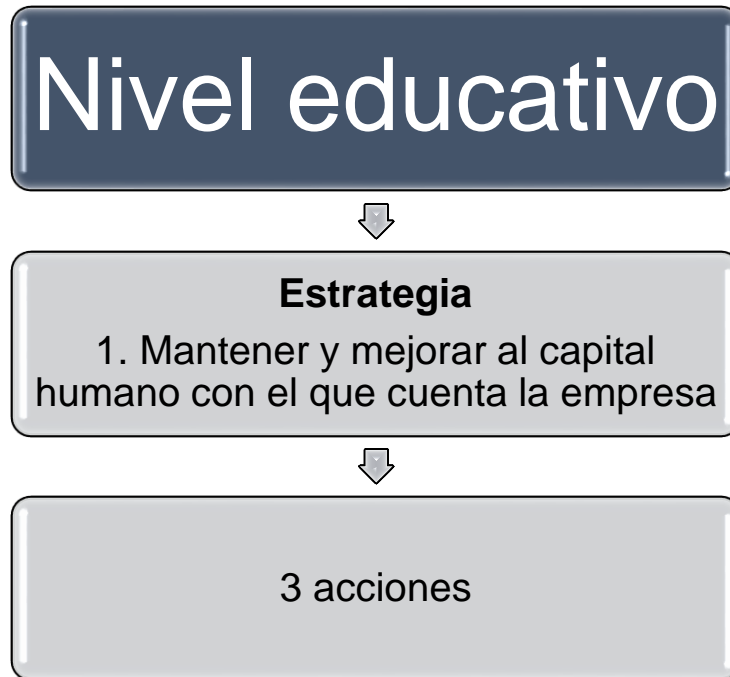 Nivel educativo
Estrategia
1. Mantener y mejorar al capital
humano con el que cuenta la empresa
3 acciones